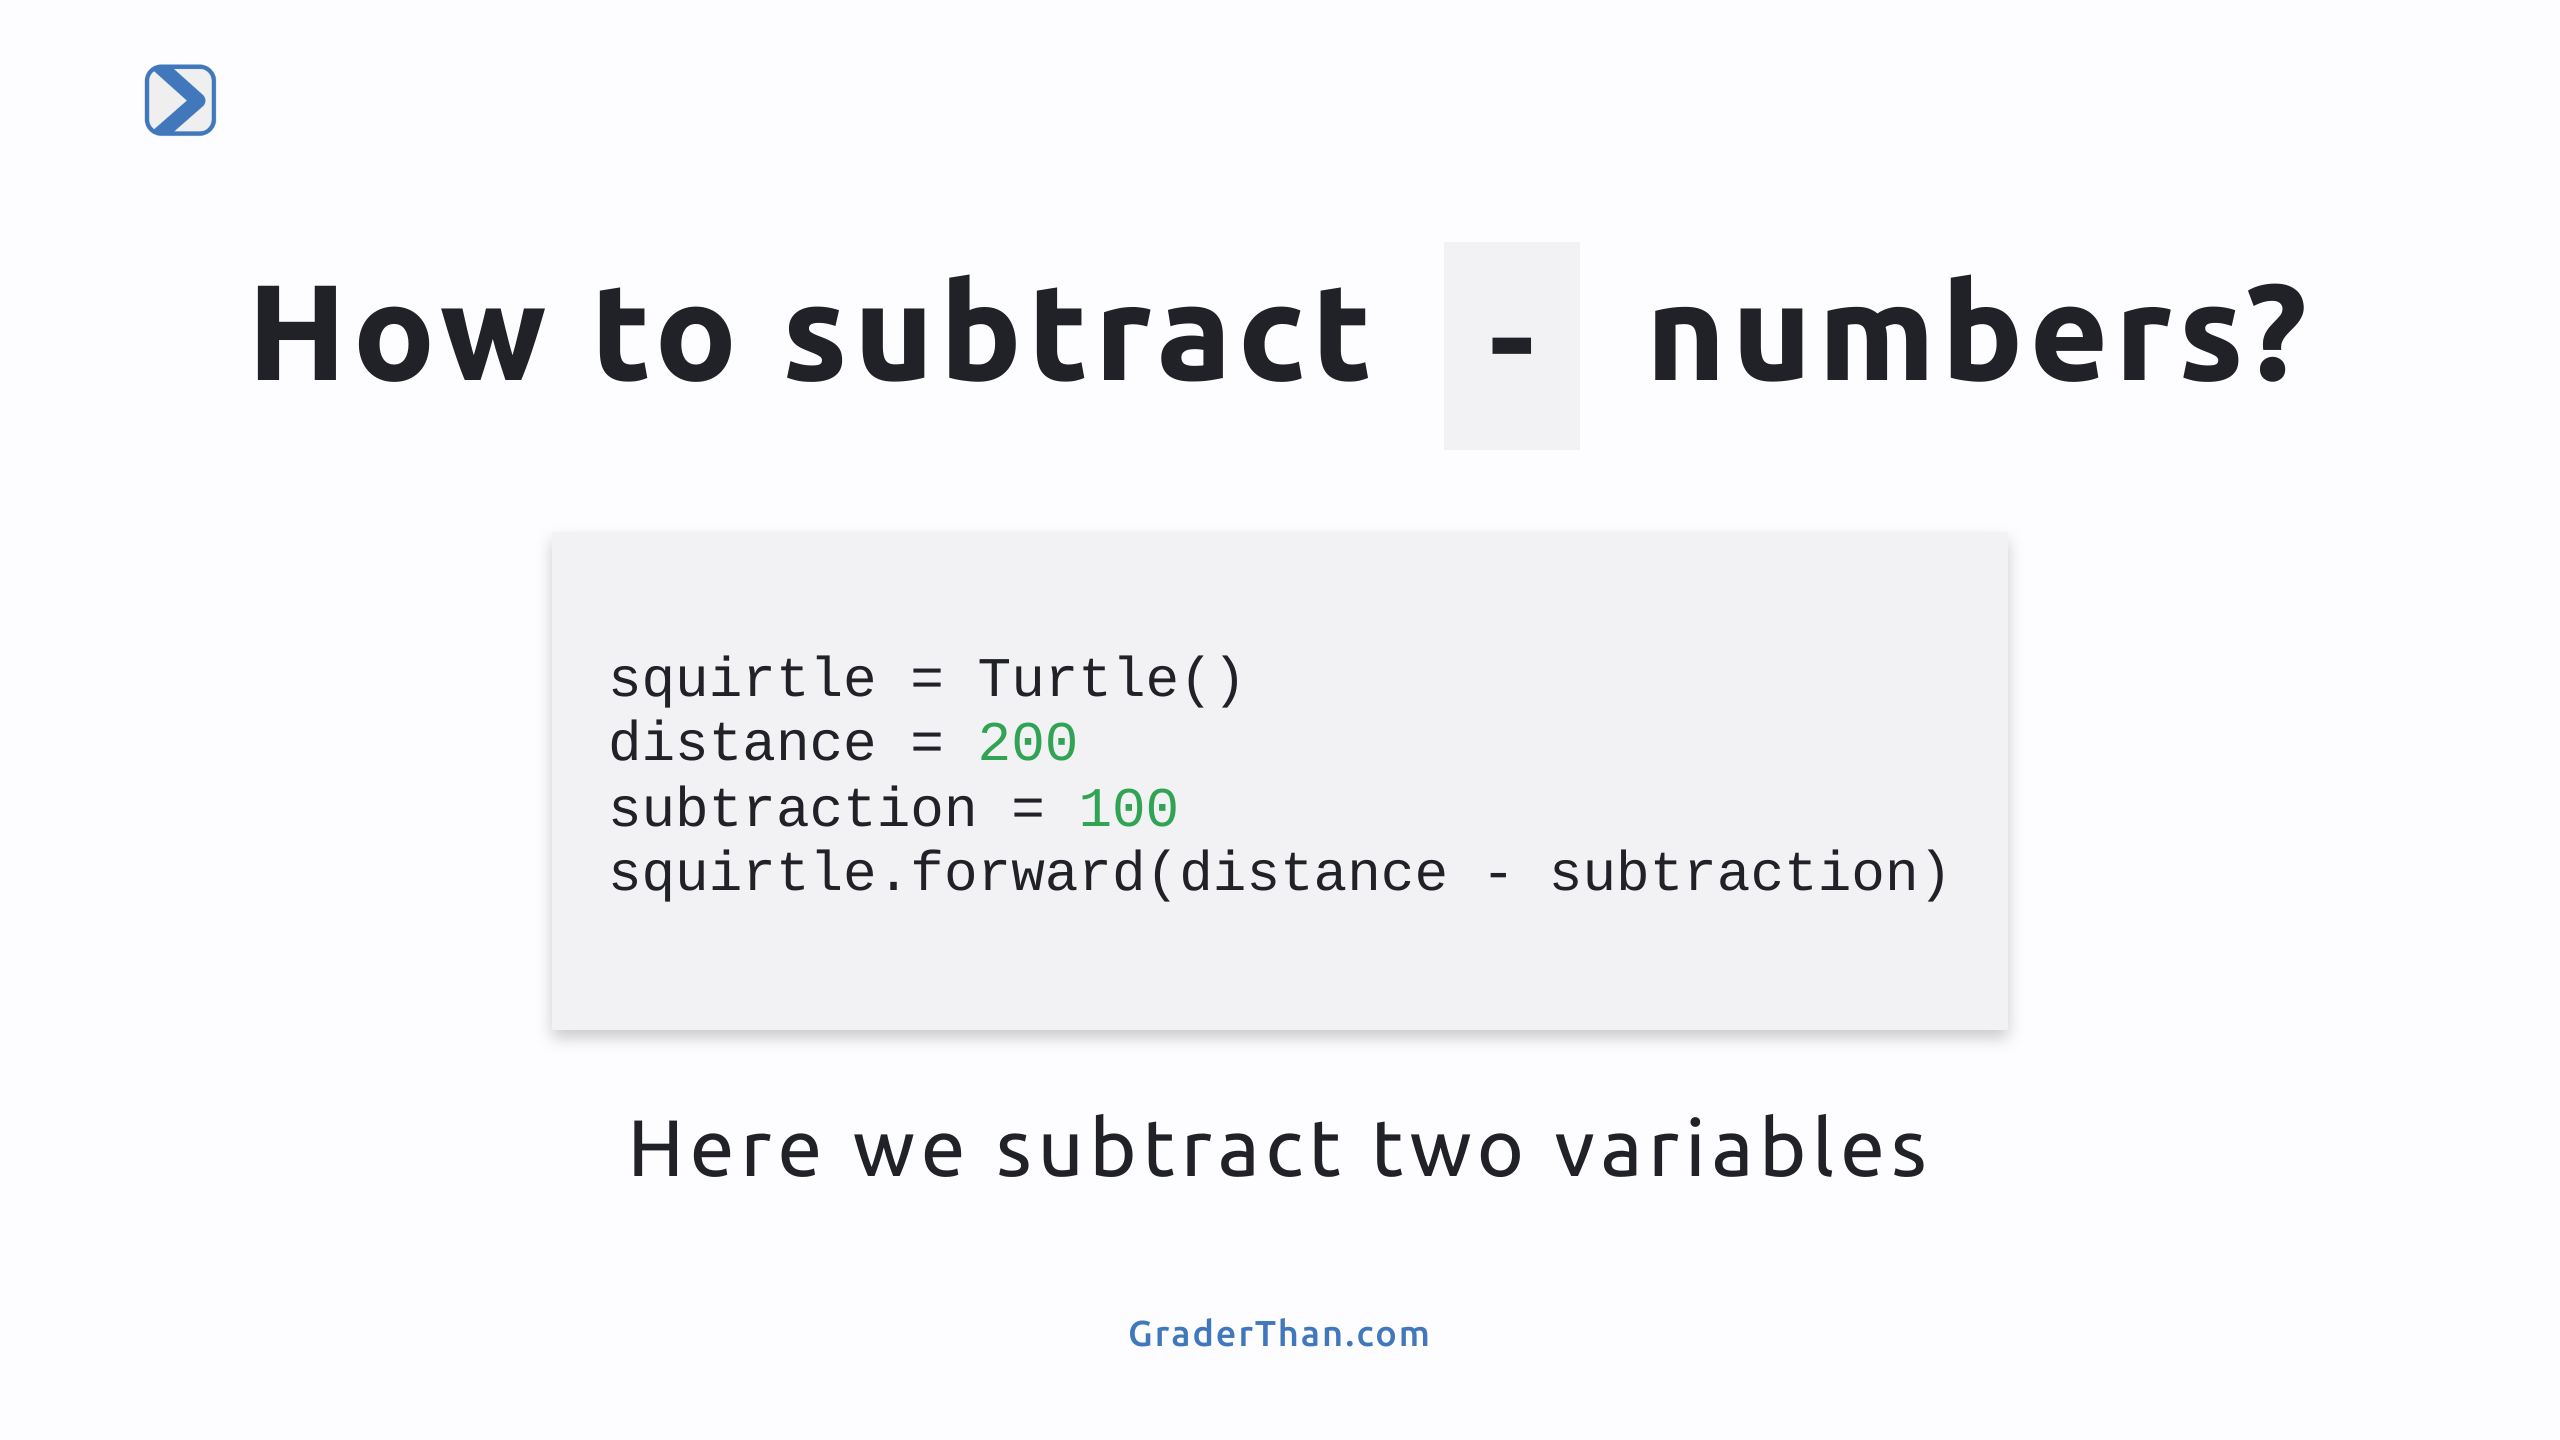 How to subtract - numbers?
squirtle = Turtle()
distance = 200
subtraction = 100
squirtle.forward(distance - subtraction)
Here we subtract two variables
GraderThan.com